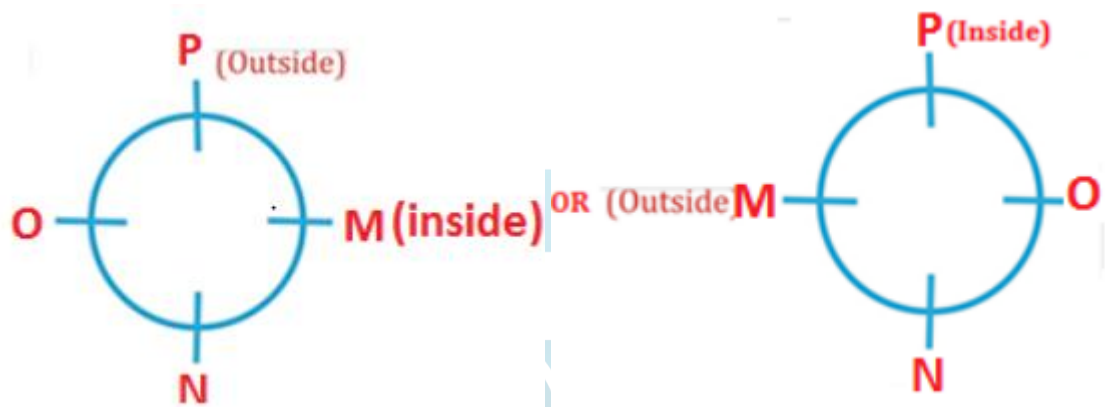 P (Outside)
O
M (inside)
N
OR (Outside) M
P (Inside)
O
N